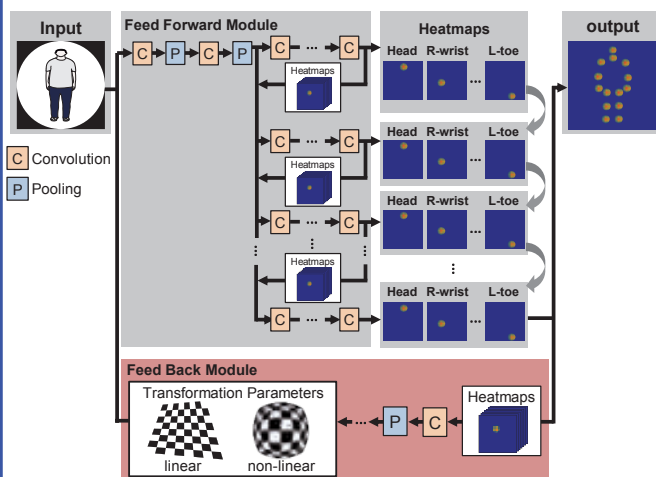 Input
Feed Forward Module
Heatmaps
output
C P C P
C ... C
Heatmaps
Head R-wrist L-toe
...
C Convolution
P Pooling
C ... C
Heatmaps
Head R-wrist L-toe
...
C ... C
Head R-wrist L-toe
...
... ... ...
Heatmaps
...
C ... C
Head R-wrist L-toe
...
Feed Back Module
Transformation Parameters
linear non-linear
... P C
Heatmaps